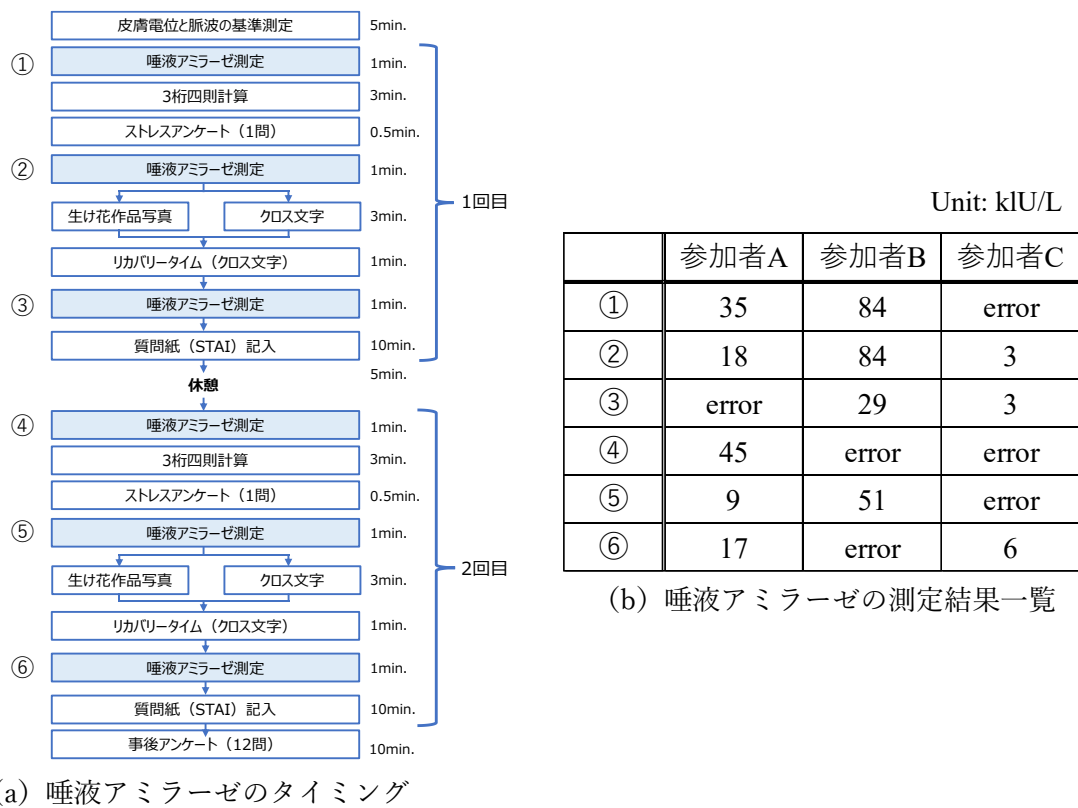 皮膚電位と脈波の基準測定 5min.
① 唾液アミラーゼ測定 1min.
3桁四則計算 3min.
ストレスアンケート（1問） 0.5min.
② 唾液アミラーゼ測定 1min.
生け花作品写真 クロス文字 3min.
1回目
リカバリータイム（クロス文字） 1min.
③ 唾液アミラーゼ測定 1min.
質問紙（STAI）記入 10min.
休憩 5min.
④ 唾液アミラーゼ測定 1min.
3桁四則計算 3min.
ストレスアンケート（1問） 0.5min.
⑤ 唾液アミラーゼ測定 1min.
2回目
生け花作品写真 クロス文字 3min.
リカバリータイム（クロス文字） 1min.
⑥ 唾液アミラーゼ測定 1min.
質問紙（STAI）記入 10min.
事後アンケート（12問） 10min.
(a）唾液アミラーゼのタイミング
Unit: klU/L
参加者A 参加者B 参加者C
① 35 84 error
② 18 84 3
③ error 29 3
④ 45 error error
⑤ 9 51 error
⑥ 17 error 6
（b）唾液アミラーゼの測定結果一覧